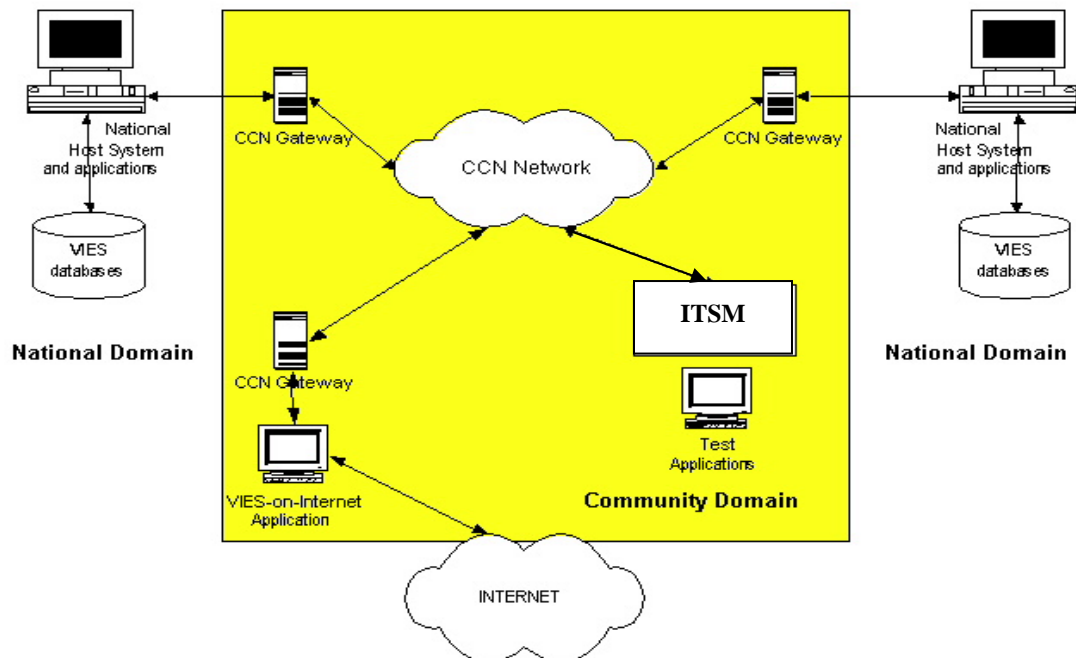 National
Host System
and applications
VIES
databases
National Domain
CCN Gateway
CCN Gateway
CCN Network
ITSM
CCN Gateway
VIES-on-Internet
Application
Test
Applications
Community Domain
INTERNET
National
Host System
and applications
VIES
databases
National Domain